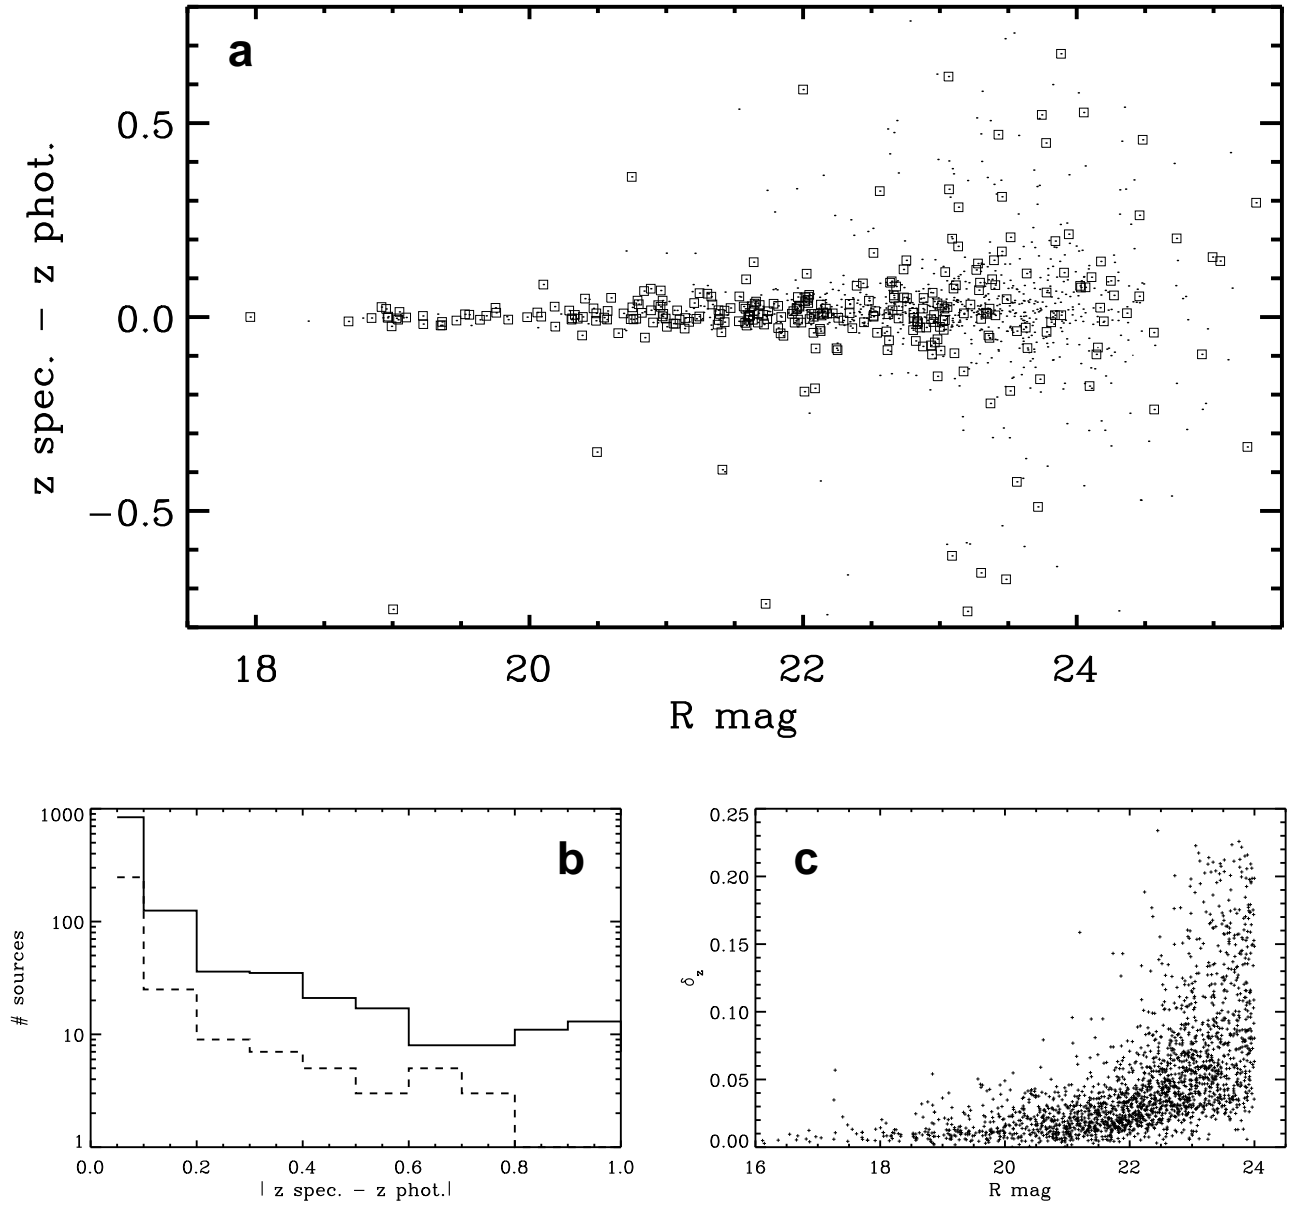 a
z spec. − z phot.
0.5
0.0
−0.5
18 20 22 24
R mag
b
# sources
1000
100
10
1
0.0 0.2 0.4 0.6 0.8 1.0
| z spec. − z phot.|
c
δz
0.25
0.20
0.15
0.10
0.05
0.00
16 18 20 22 24
R mag